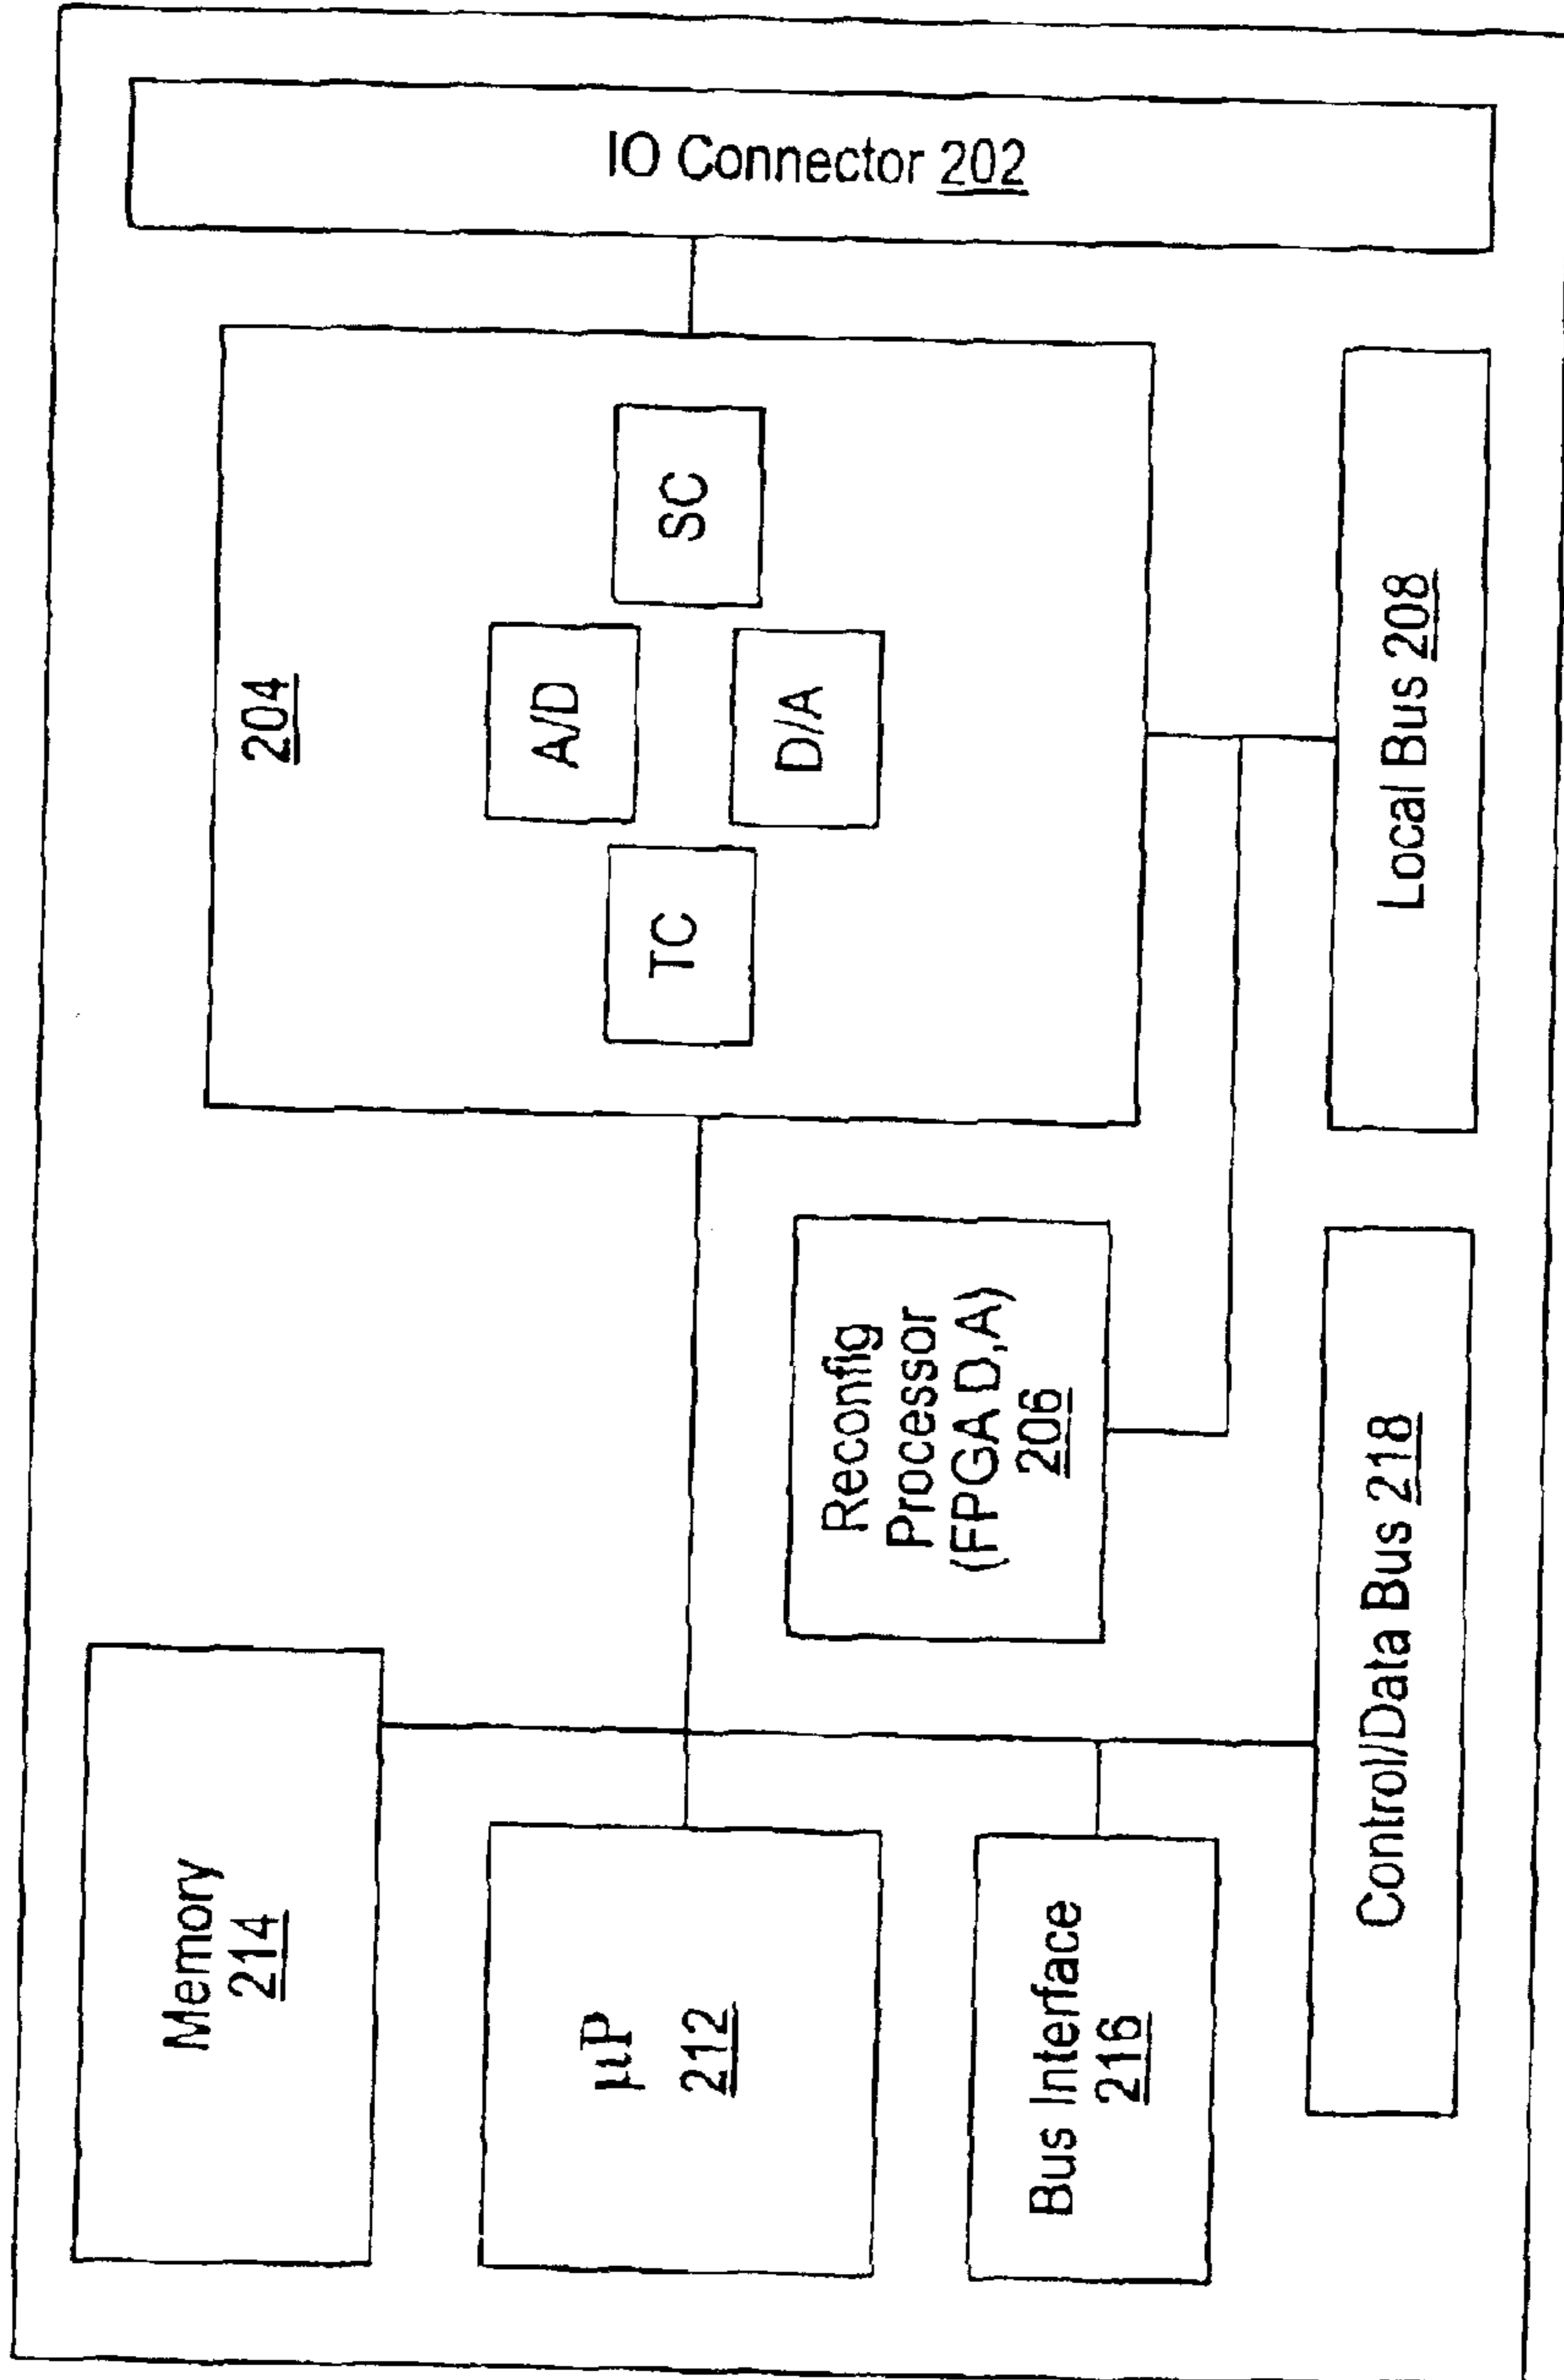 IO Connector 202
204
SC
A/D
D/A
TC
Local Bus 208
Reconfig
Processor
(FPGA D,A)
206
Memory
214
μP
212
Bus Interface
216
Control/Data Bus 218